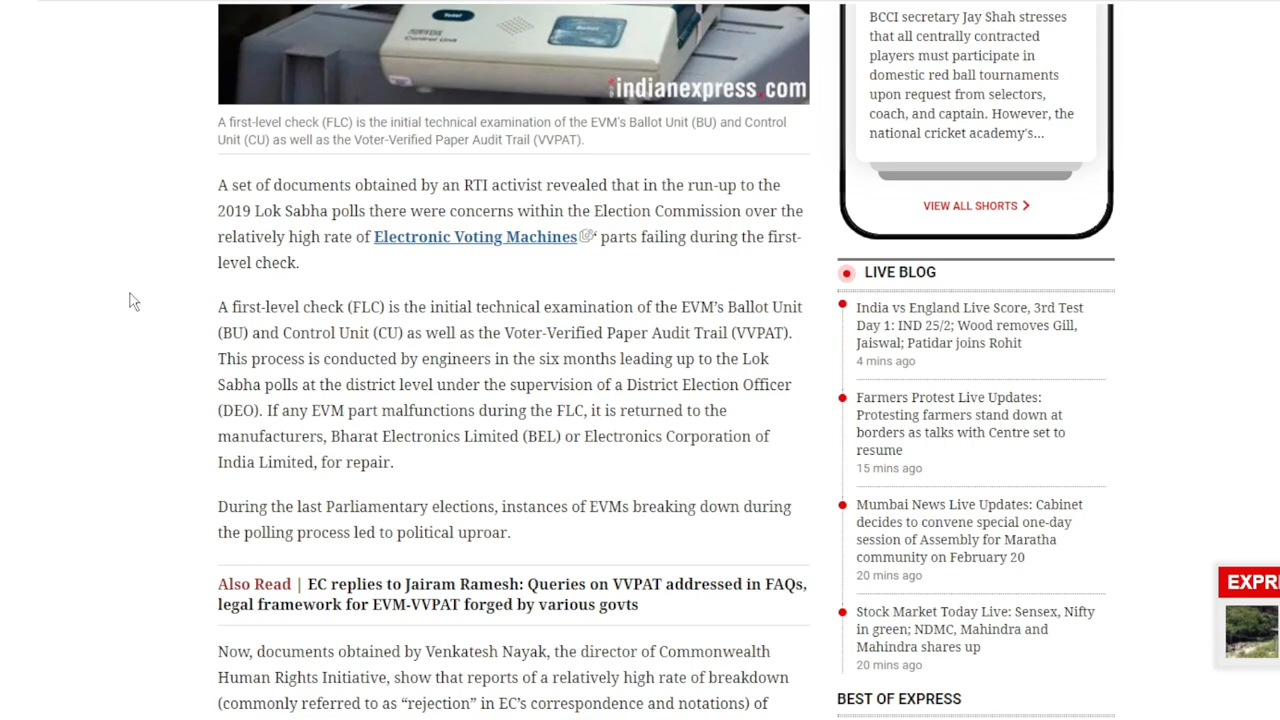 Total
Ballot
Control Unit
indianexpress.com
A first-level check (FLC) is the initial technical examination of the EVM's Ballot Unit (BU) and Control
Unit (CU) as well as the Voter-Verified Paper Audit Trail (VVPAT).
A set of documents obtained by an RTI activist revealed that in the run-up to the
2019 Lok Sabha polls there were concerns within the Election Commission over the
relatively high rate of Electronic Voting Machines‘ parts failing during the first-
level check.
A first-level check (FLC) is the initial technical examination of the EVM’s Ballot Unit
(BU) and Control Unit (CU) as well as the Voter-Verified Paper Audit Trail (VVPAT).
This process is conducted by engineers in the six months leading up to the Lok
Sabha polls at the district level under the supervision of a District Election Officer
(DEO). If any EVM part malfunctions during the FLC, it is returned to the
manufacturers, Bharat Electronics Limited (BEL) or Electronics Corporation of
India Limited, for repair.
During the last Parliamentary elections, instances of EVMs breaking down during
the polling process led to political uproar.
Also Read | EC replies to Jairam Ramesh: Queries on VVPAT addressed in FAQs,
legal framework for EVM-VVPAT forged by various govts
Now, documents obtained by Venkatesh Nayak, the director of Commonwealth
Human Rights Initiative, show that reports of a relatively high rate of breakdown
(commonly referred to as “rejection” in EC’s correspondence and notations) of
BCCI secretary Jay Shah stresses
that all centrally contracted
players must participate in
domestic red ball tournaments
upon request from selectors,
coach, and captain. However, the
national cricket academy's...
VIEW ALL SHORTS
LIVE BLOG
India vs England Live Score, 3rd Test
Day 1: IND 25/2; Wood removes Gill,
Jaiswal; Patidar joins Rohit
4 mins ago
Farmers Protest Live Updates:
Protesting farmers stand down at
borders as talks with Centre set to
resume
15 mins ago
Mumbai News Live Updates: Cabinet
decides to convene special one-day
session of Assembly for Maratha
community on February 20
20 mins ago
Stock Market Today Live: Sensex, Nifty
in green; NDMC, Mahindra and
Mahindra shares up
20 mins ago
BEST OF EXPRESS
EXPR